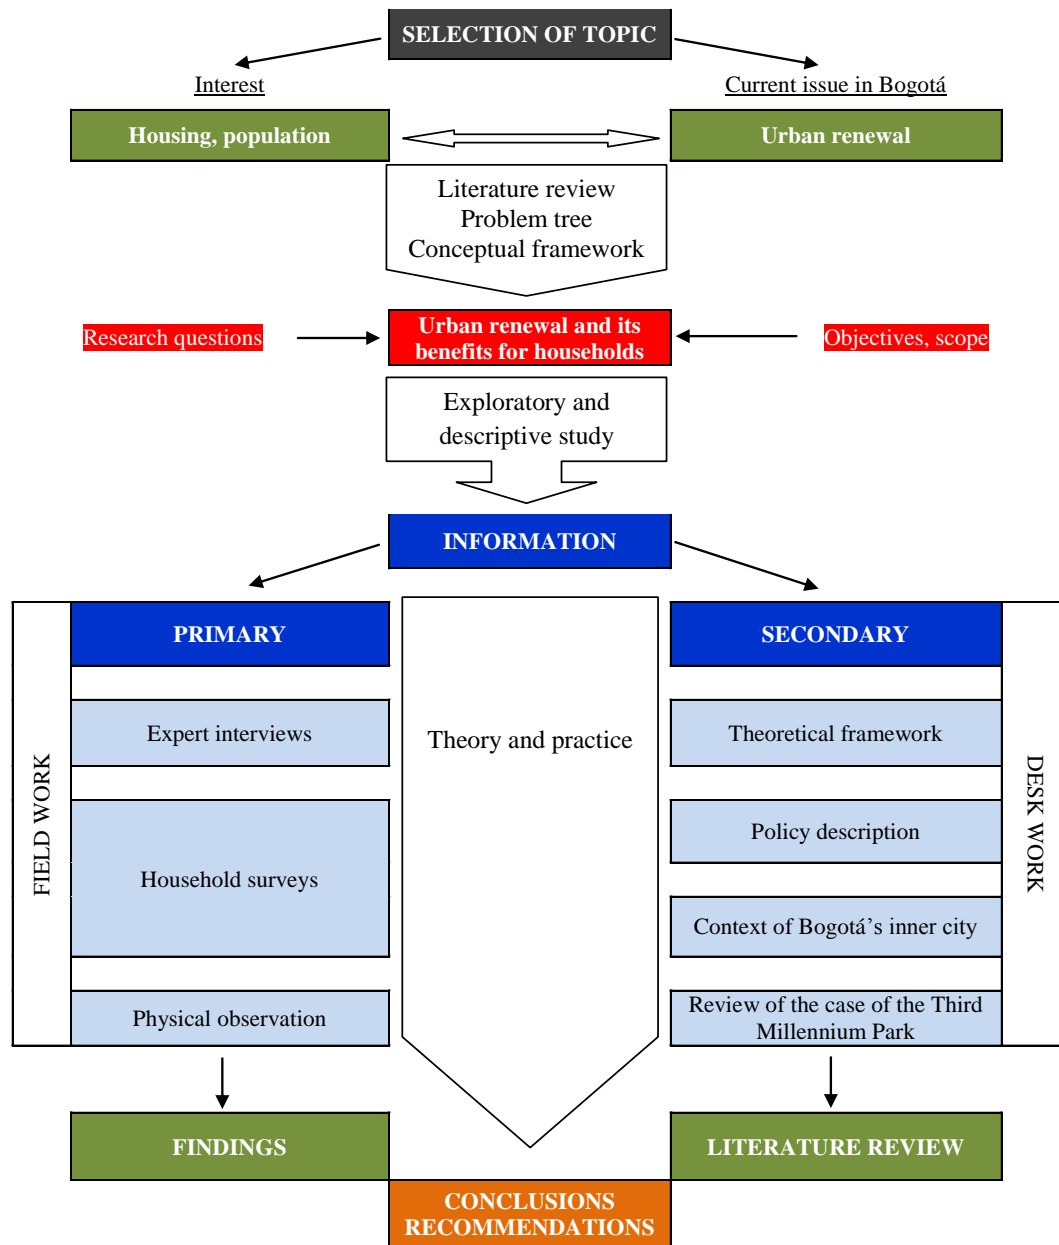 SELECTION OF TOPIC
Interest
Current issue in Bogotá
Housing, population
Urban renewal
Literature review
Problem tree
Conceptual framework
Research questions
Urban renewal and its
benefits for households
Objectives, scope
Exploratory and
descriptive study
INFORMATION
PRIMARY
SECONDARY
FIELD WORK
Expert interviews
Theory and practice
Theoretical framework
DESK WORK
Household surveys
Policy description
Context of Bogotá's inner city
Physical observation
Review of the case of the Third
Millennium Park
FINDINGS
LITERATURE REVIEW
CONCLUSIONS
RECOMMENDATIONS